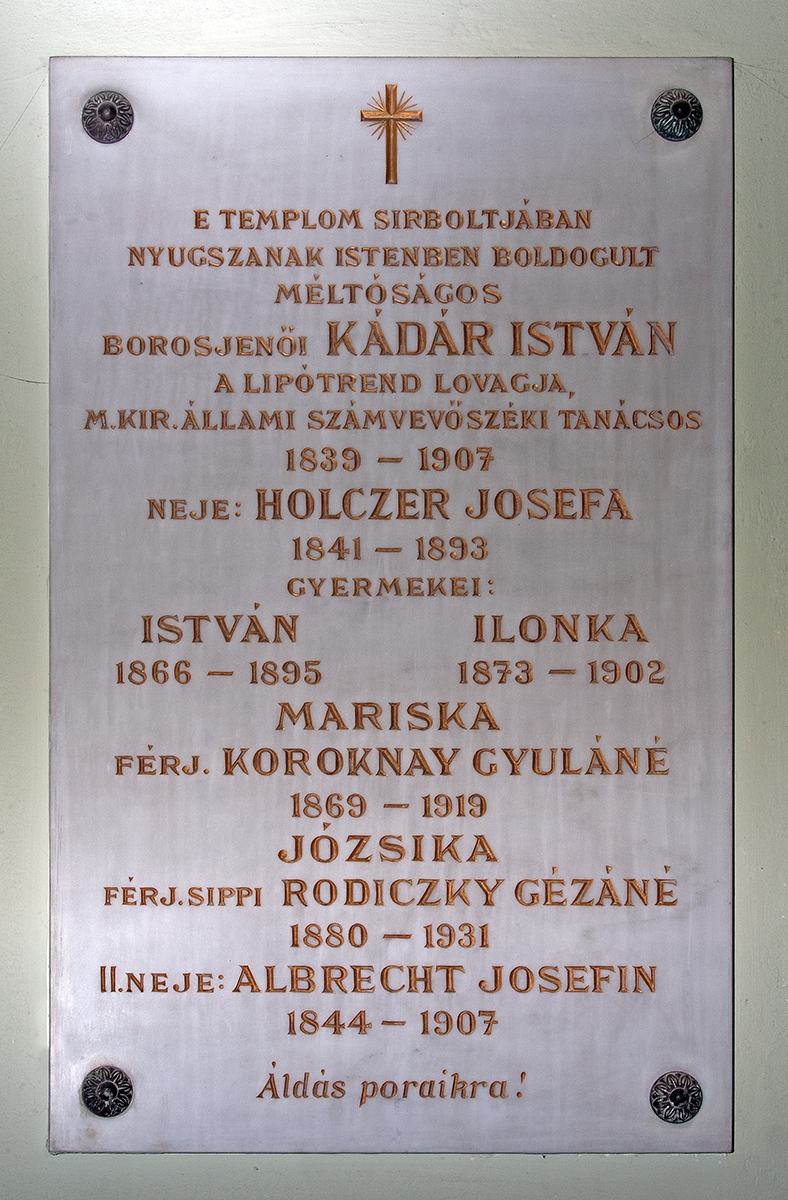 E TEMPLOM SIRBOLTJÁBAN
NYUGSZANAK ISTENBEN BOLDOGULT
MÉLTÓSÁGOS
BOROSJENŐI KÁDÁR ISTVÁN
A LIPÓTREND LOVAGJA,
M.KIR.ÁLLAMI SZÁMVEVŐSZÉKI TANÁCSOS
1839 – 1907
NEJE: HOLCZER JOSEFA
1841 – 1893
GYERMEKEI:
ISTVÁN ILONKA
1866 – 1895 1873 – 1902
MARISKA
FÉRJ. KOROKNAY GYULÁNÉ
1869 – 1919
JÓZSIKA
FÉRJ.SIPPI RODICZKY GÉZÁNÉ
1880 – 1931
II.NEJE: ALBRECHT JOSEFIN
1844 – 1907
Áldás poraikra!